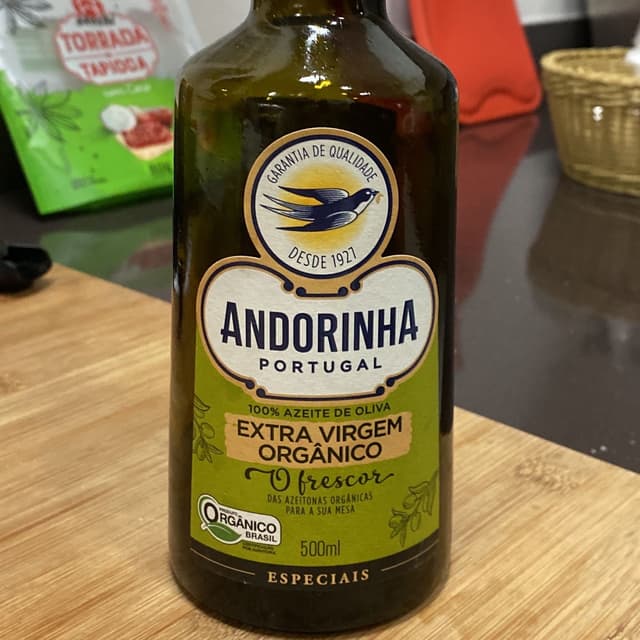 TORRADA
TAPIOCA
GARANTIA DE QUALIDADE
DESDE 1927
ANDORINHA
PORTUGAL
100% AZEITE DE OLIVA
EXTRA VIRGEM
ORGÂNICO
O frescor
DAS AZEITONAS ORGÂNICAS
PARA A SUA MESA
PRODUTO
ORGÂNICO
BRASIL
500ml
ESPECIAIS